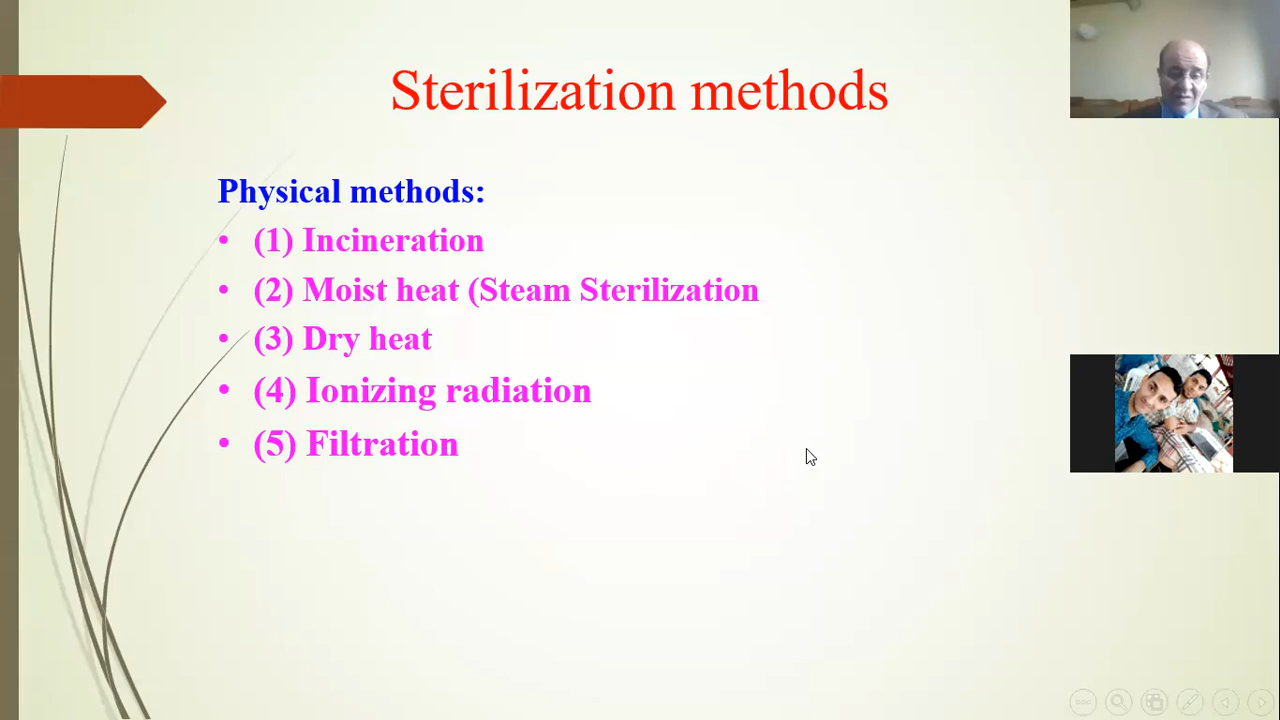 Sterilization methods
Physical methods:
• (1) Incineration
• (2) Moist heat (Steam Sterilization
• (3) Dry heat
• (4) Ionizing radiation
• (5) Filtration